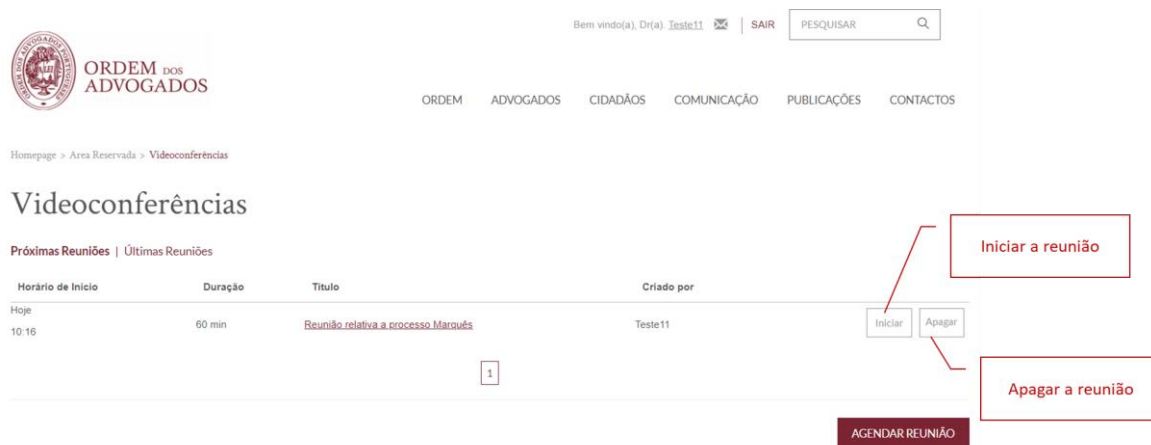 Bem vindo(a), Dr(a). Teste11 SAIR PESQUISAR
ORDEM DOS
ADVOGADOS
ORDEM ADVOGADOS CIDADÃOS COMUNICAÇÃO PUBLICAÇÕES CONTACTOS
Homepage > Area Reservada > Videoconferências
Videoconferências
Próximas Reuniões | Últimas Reuniões
Iniciar a reunião
Horário de Início Duração Título Criado por
Hoje
10:16 60 min Reunião relativa a processo Marquês Teste11 Iniciar Apagar
1
Apagar a reunião
AGENDAR REUNIÃO